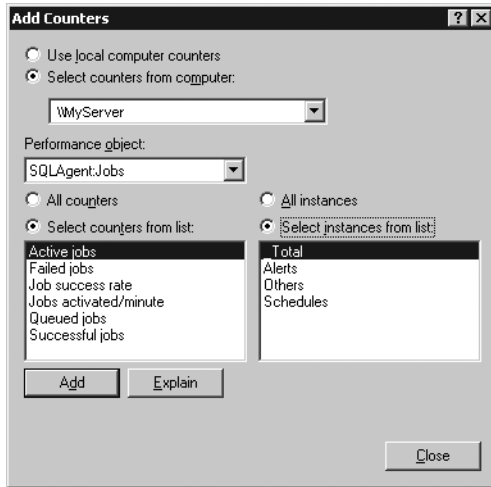 Add Counters
Use local computer counters
Select counters from computer:
\\MyServer
Performance object:
SQLAgent:Jobs
All counters
All instances
Select counters from list:
Select instances from list:
Active jobs
Failed jobs
Job success rate
Jobs activated/minute
Queued jobs
Successful jobs
_Total
Alerts
Others
Schedules
Add
Explain
Close